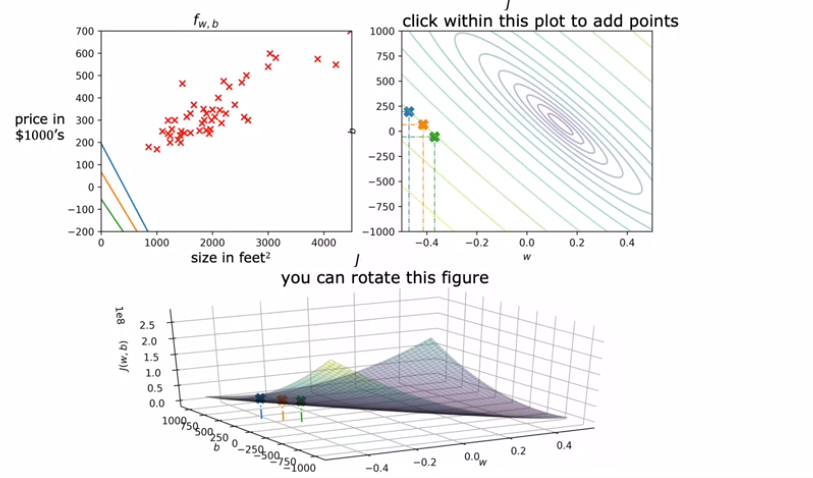 J
f w, b
click within this plot to add points
700
600
500
400
300
200
100
0
−100
−200
price in
$1000's
0 1000 2000 3000 4000
size in feet²
1000
750
500
250
0
−250
−500
−750
−1000
b
−0.4 −0.2 0.0 0.2 0.4
w
J
you can rotate this figure
1e8
J(w, b)
2.5
2.0
1.5
1.0
0.5
0.0
1000
750
500
250
0
−250
−500
−750
−1000
b
−0.4 −0.2 0.0 0.2 0.4
w